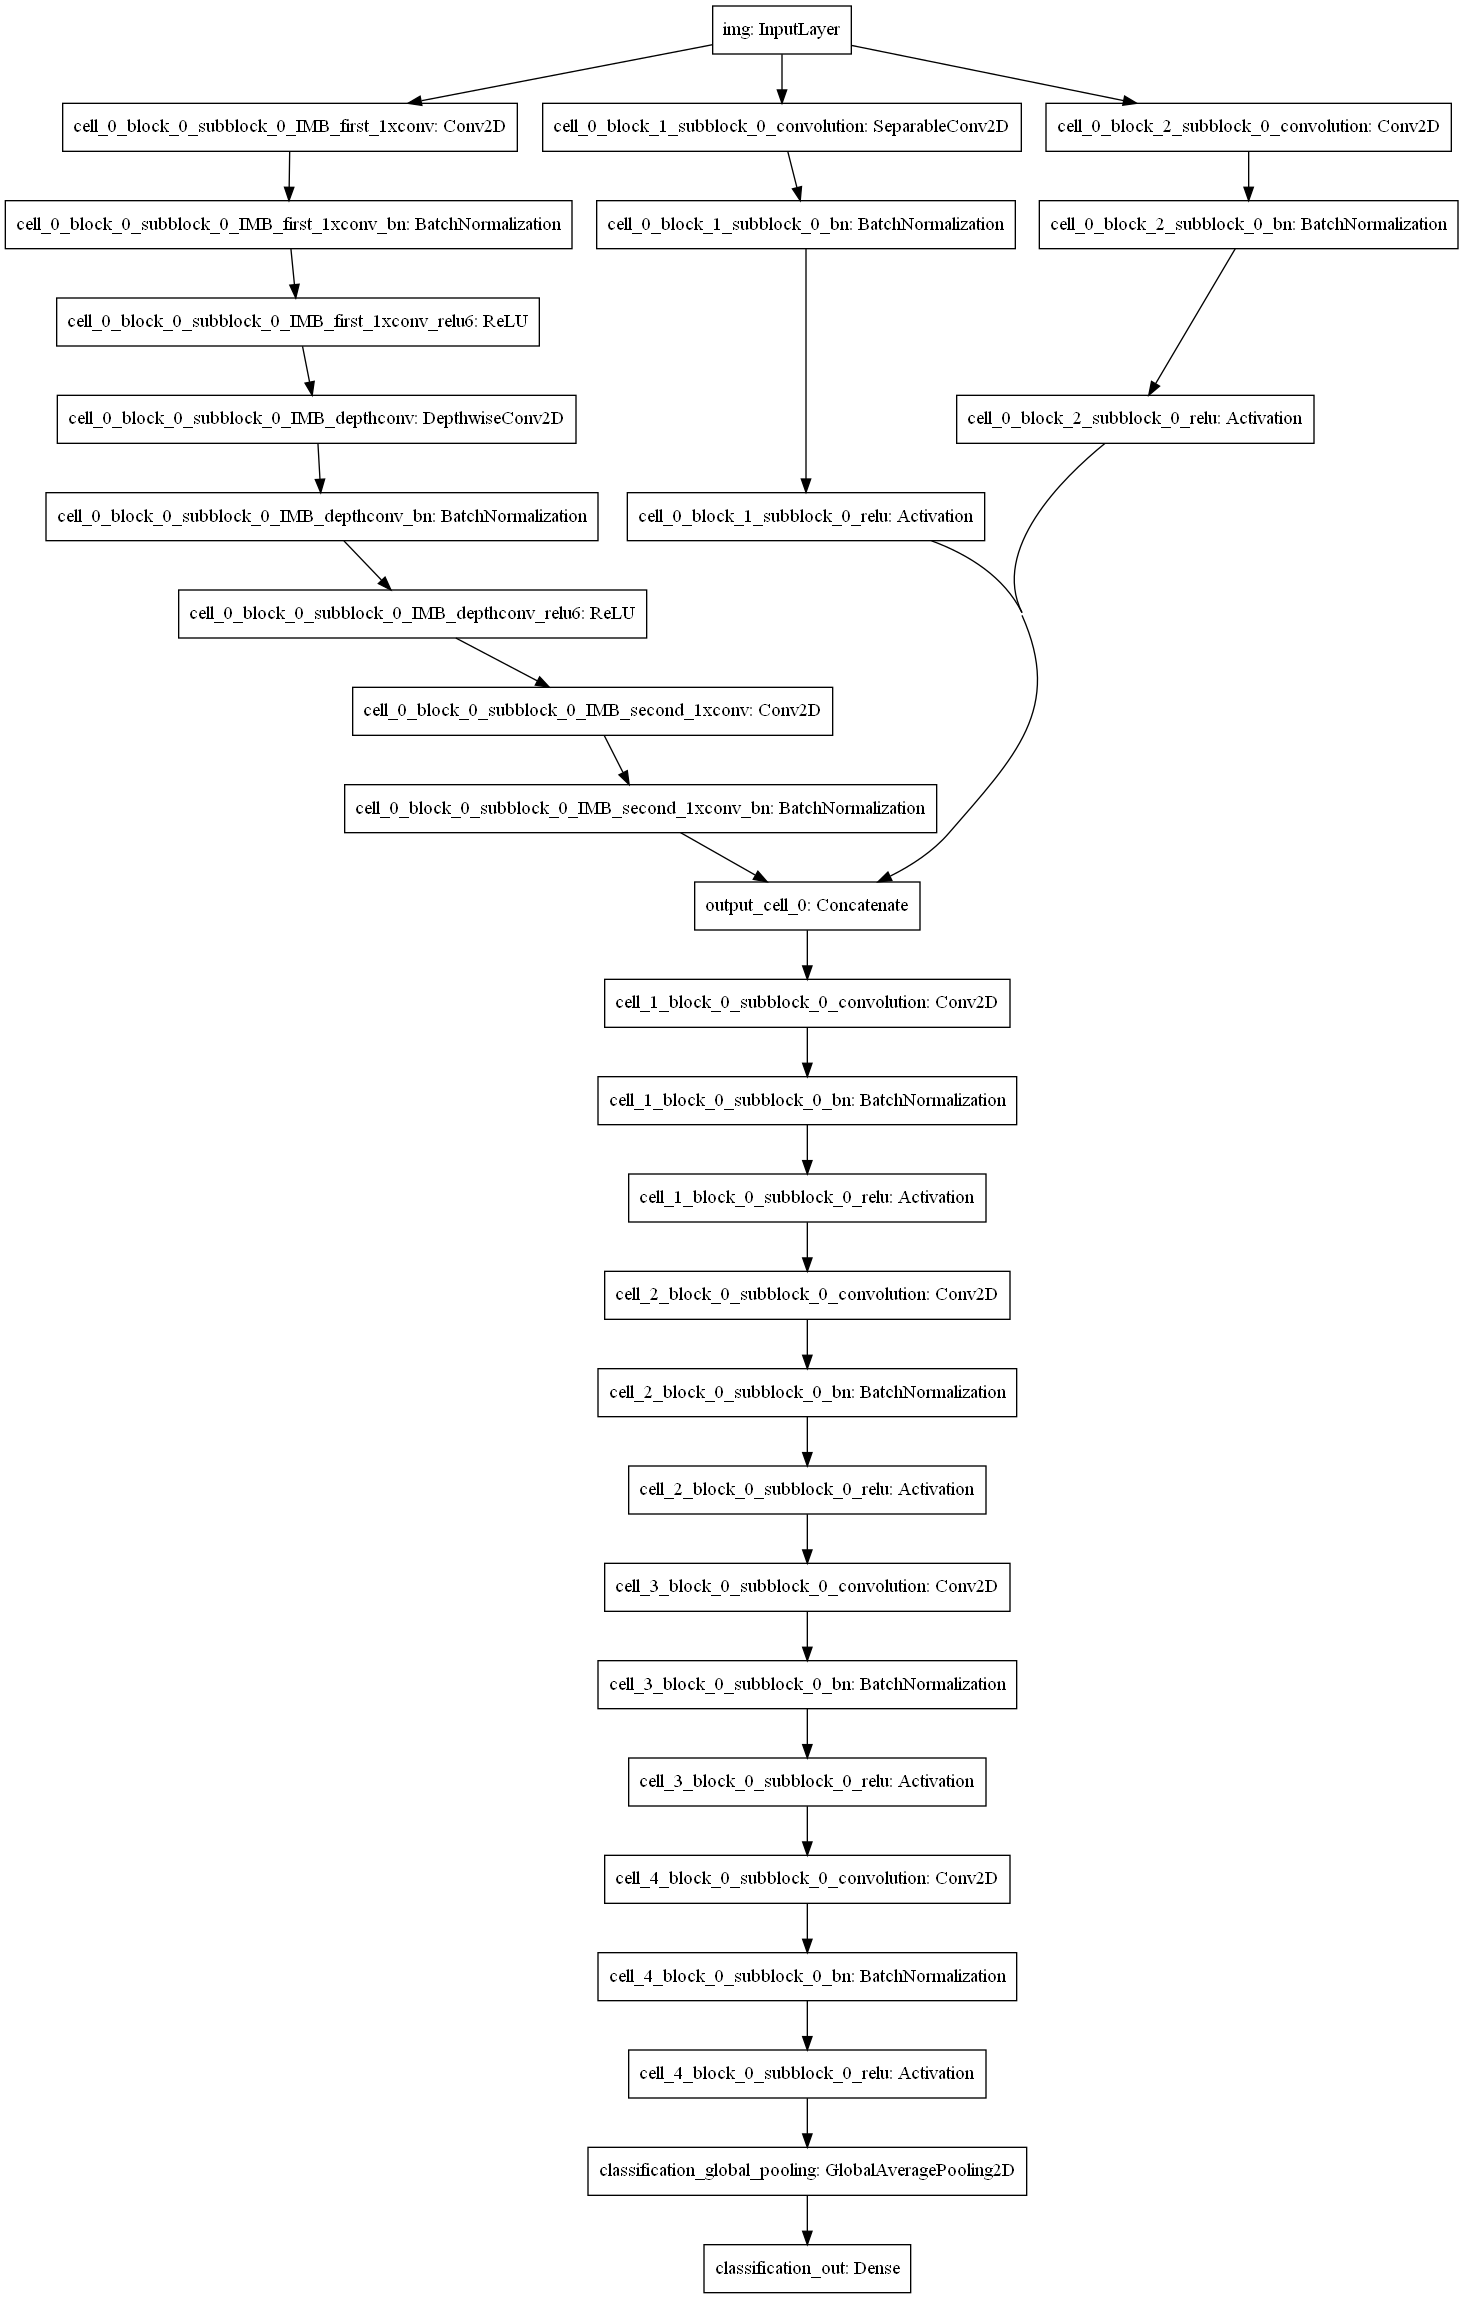 img: InputLayer
cell_0_block_0_subblock_0_IMB_first_1xconv: Conv2D
cell_0_block_1_subblock_0_convolution: SeparableConv2D
cell_0_block_2_subblock_0_convolution: Conv2D
cell_0_block_0_subblock_0_IMB_first_1xconv_bn: BatchNormalization
cell_0_block_1_subblock_0_bn: BatchNormalization
cell_0_block_2_subblock_0_bn: BatchNormalization
cell_0_block_0_subblock_0_IMB_first_1xconv_relu6: ReLU
cell_0_block_0_subblock_0_IMB_depthconv: DepthwiseConv2D
cell_0_block_2_subblock_0_relu: Activation
cell_0_block_0_subblock_0_IMB_depthconv_bn: BatchNormalization
cell_0_block_1_subblock_0_relu: Activation
cell_0_block_0_subblock_0_IMB_depthconv_relu6: ReLU
cell_0_block_0_subblock_0_IMB_second_1xconv: Conv2D
cell_0_block_0_subblock_0_IMB_second_1xconv_bn: BatchNormalization
output_cell_0: Concatenate
cell_1_block_0_subblock_0_convolution: Conv2D
cell_1_block_0_subblock_0_bn: BatchNormalization
cell_1_block_0_subblock_0_relu: Activation
cell_2_block_0_subblock_0_convolution: Conv2D
cell_2_block_0_subblock_0_bn: BatchNormalization
cell_2_block_0_subblock_0_relu: Activation
cell_3_block_0_subblock_0_convolution: Conv2D
cell_3_block_0_subblock_0_bn: BatchNormalization
cell_3_block_0_subblock_0_relu: Activation
cell_4_block_0_subblock_0_convolution: Conv2D
cell_4_block_0_subblock_0_bn: BatchNormalization
cell_4_block_0_subblock_0_relu: Activation
classification_global_pooling: GlobalAveragePooling2D
classification_out: Dense